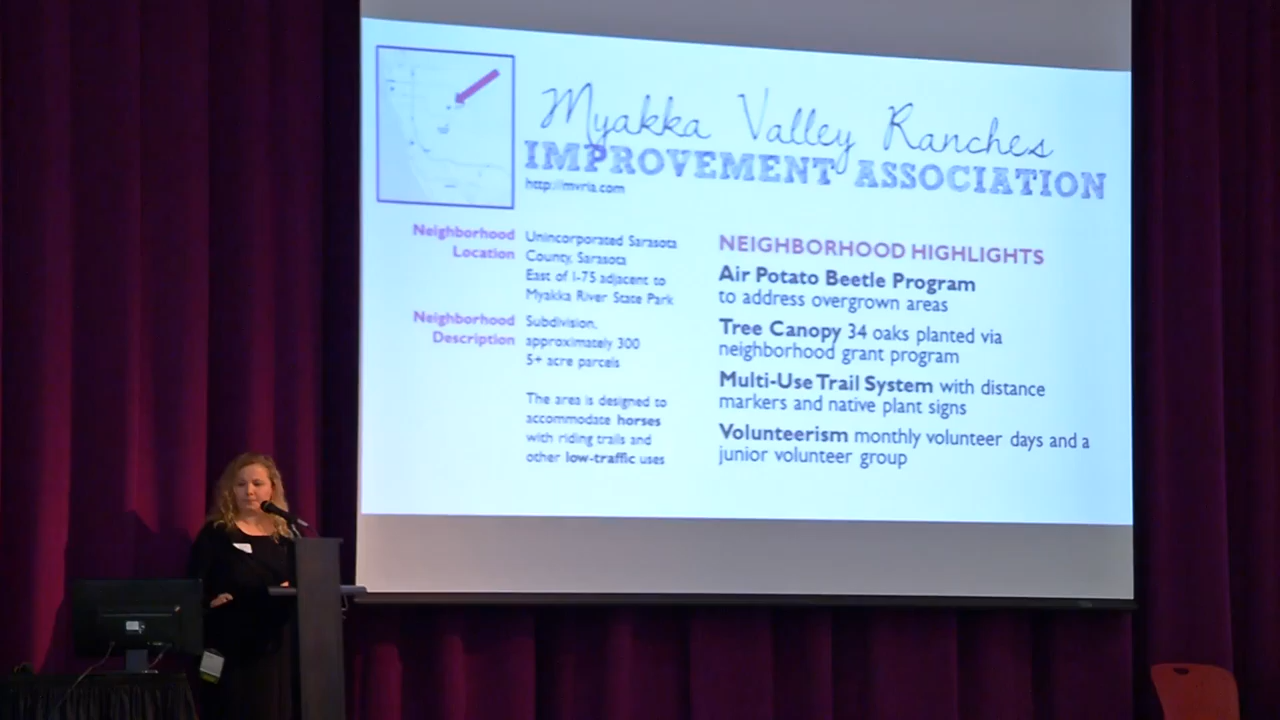 Myakka Valley Ranches
IMPROVEMENT ASSOCIATION
http://mvria.com
Neighborhood
Location
Unincorporated Sarasota
County, Sarasota
East of I-75 adjacent to
Myakka River State Park
Neighborhood
Description
Subdivision,
approximately 300
5+ acre parcels
The area is designed to
accommodate horses
with riding trails and
other low-traffic uses
NEIGHBORHOOD HIGHLIGHTS
Air Potato Beetle Program
to address overgrown areas
Tree Canopy 34 oaks planted via
neighborhood grant program
Multi-Use Trail System with distance
markers and native plant signs
Volunteerism monthly volunteer days and a
junior volunteer group